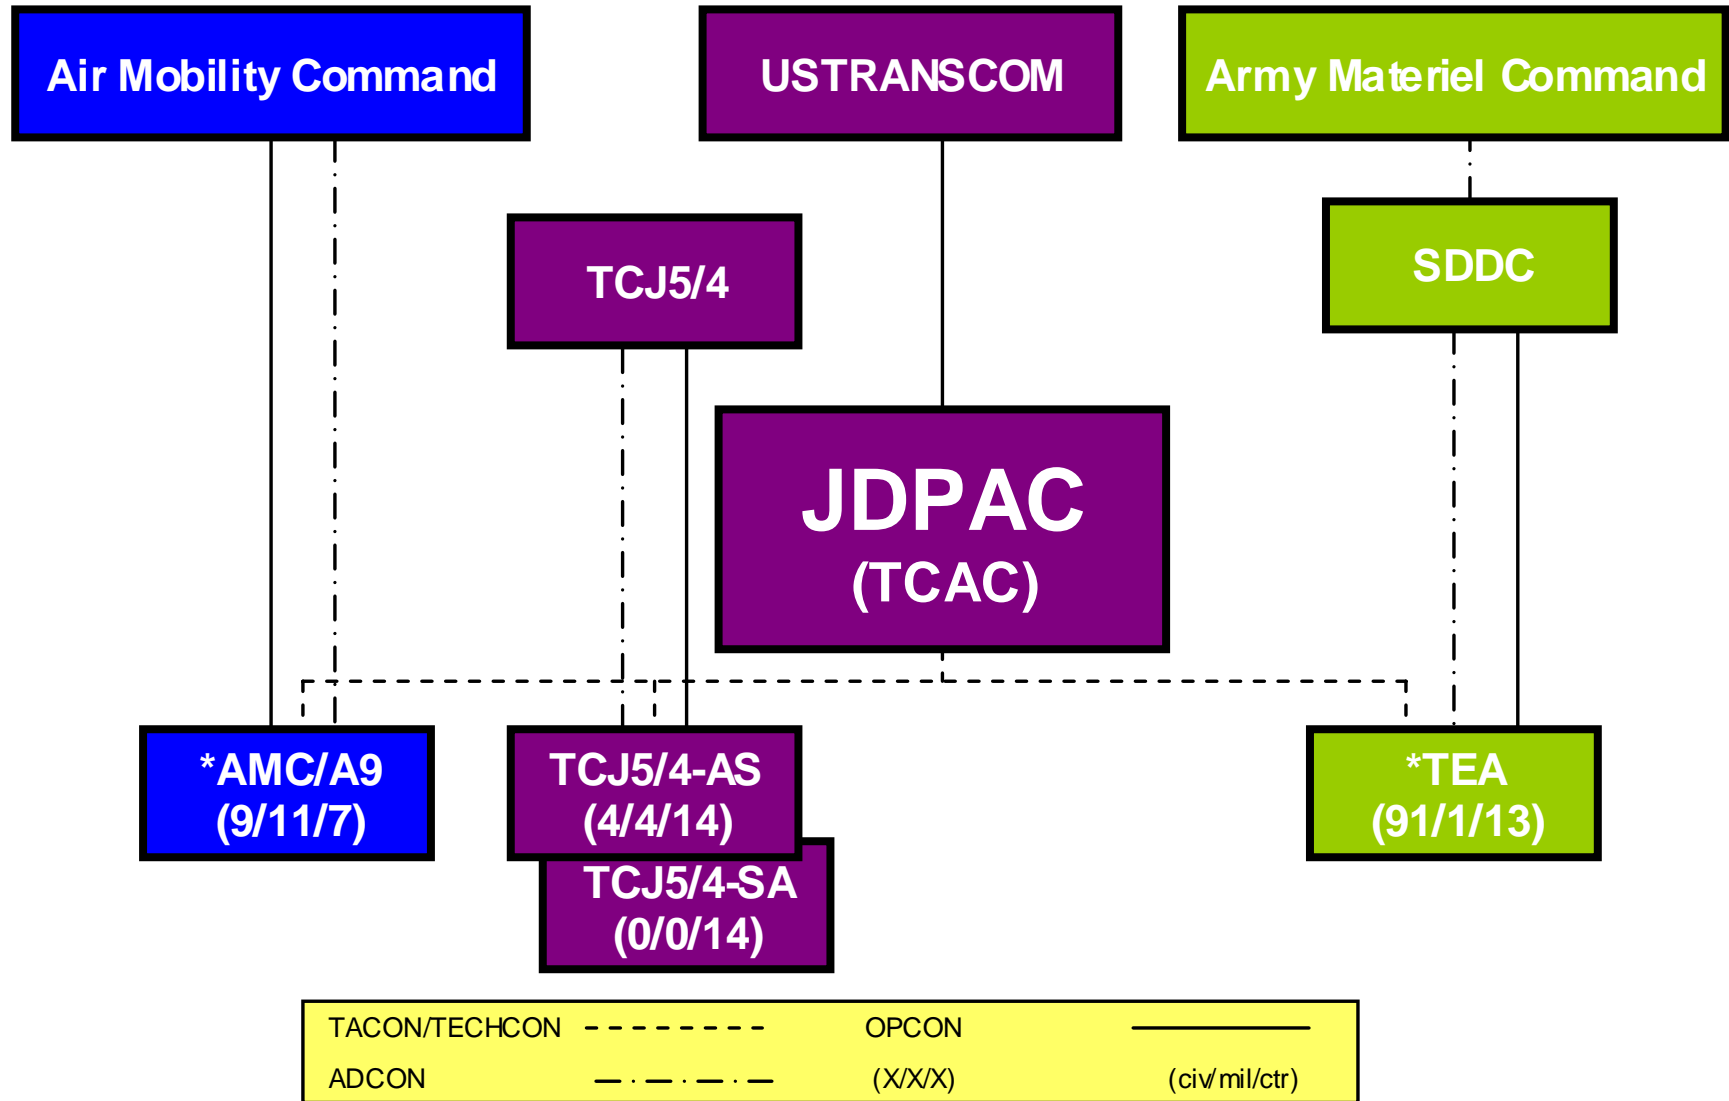 Air Mobility Command
USTRANSCOM
Army Materiel Command
TCJ5/4
SDDC
JDPAC
(TCAC)
*AMC/A9
(9/11/7)
TCJ5/4-AS
(4/4/14)
TCJ5/4-SA
(0/0/14)
*TEA
(91/1/13)
TACON/TECHCON
OPCON
ADCON
(X/X/X)
(civ/mil/ctr)